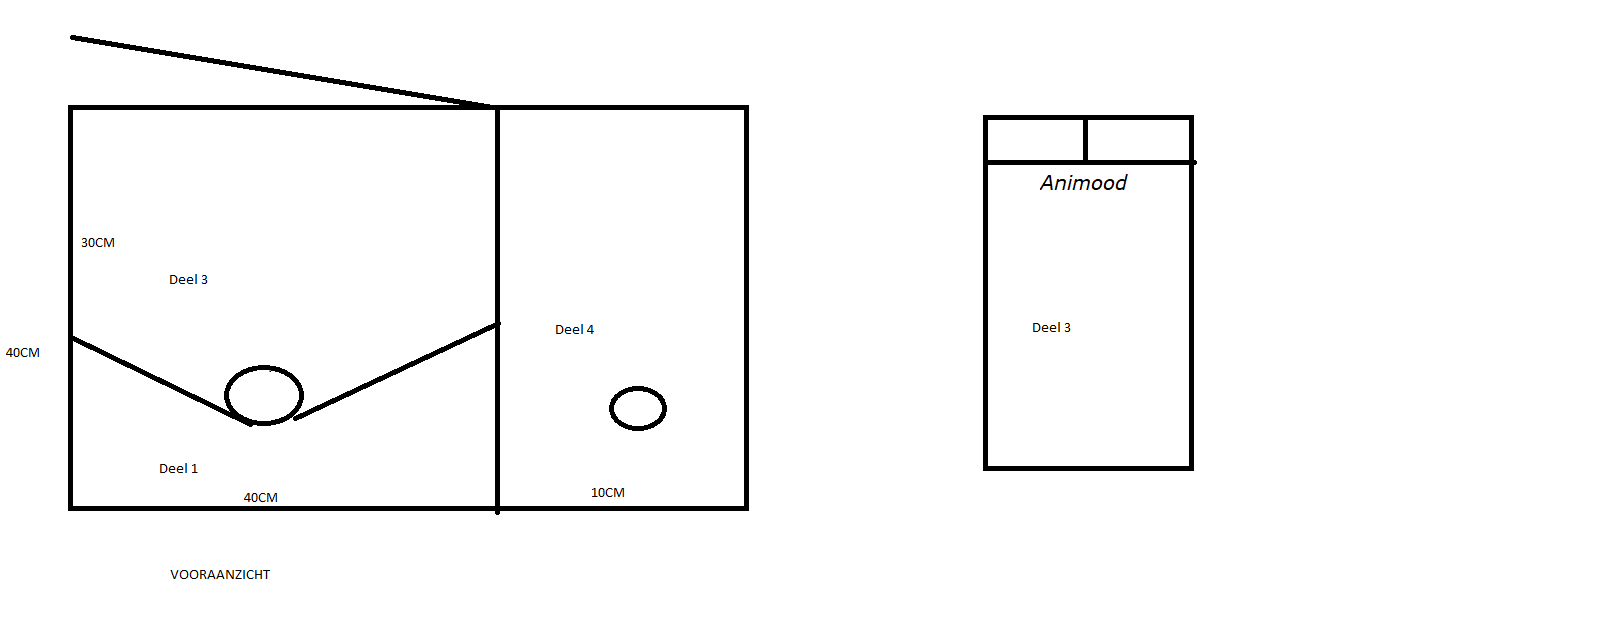 30CM
Deel 3
40CM
Deel 1
40CM
Deel 4
10CM
VOORAANZICHT
Animood
Deel 3